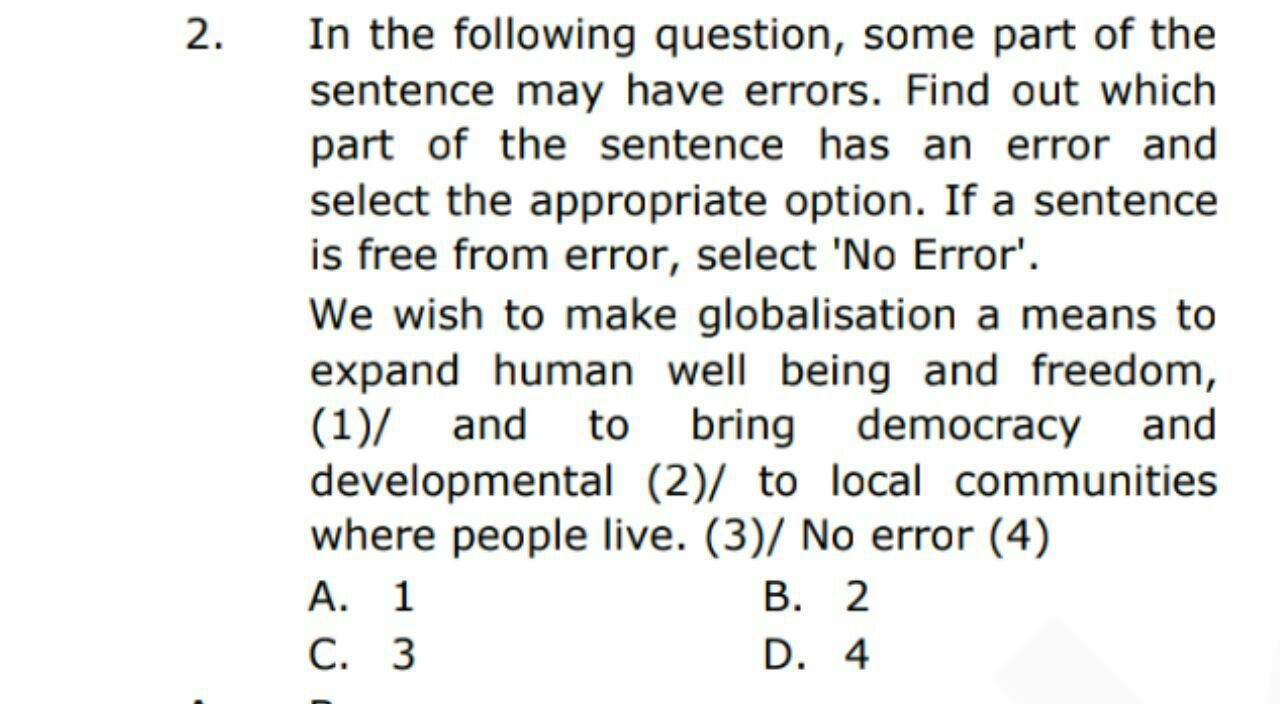 2. In the following question, some part of the
sentence may have errors. Find out which
part of the sentence has an error and
select the appropriate option. If a sentence
is free from error, select 'No Error'.
We wish to make globalisation a means to
expand human well being and freedom,
(1)/ and to bring democracy and
developmental (2)/ to local communities
where people live. (3)/ No error (4)
A. 1 B. 2
C. 3 D. 4